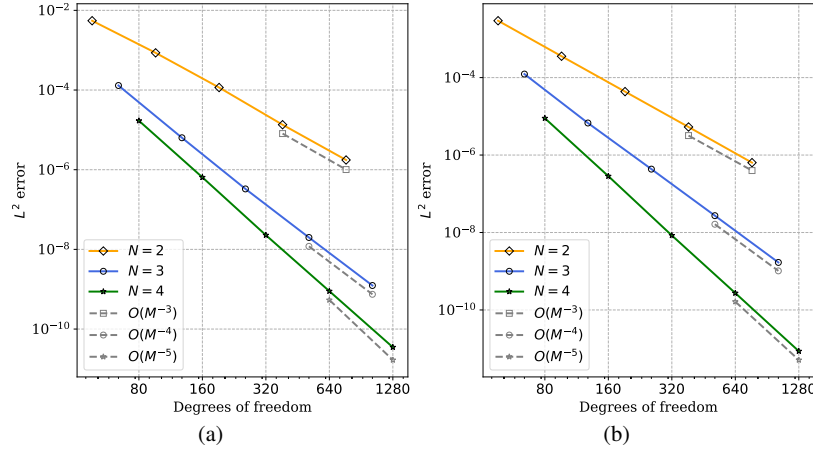 10⁻²
10⁻⁴
10⁻⁶
10⁻⁸
10⁻¹⁰
L² error
N = 2
N = 3
N = 4
O(M⁻³)
O(M⁻⁴)
O(M⁻⁵)
80 160 320 640 1280
Degrees of freedom
(a)
10⁻⁴
10⁻⁶
10⁻⁸
10⁻¹⁰
L² error
N = 2
N = 3
N = 4
O(M⁻³)
O(M⁻⁴)
O(M⁻⁵)
80 160 320 640 1280
Degrees of freedom
(b)